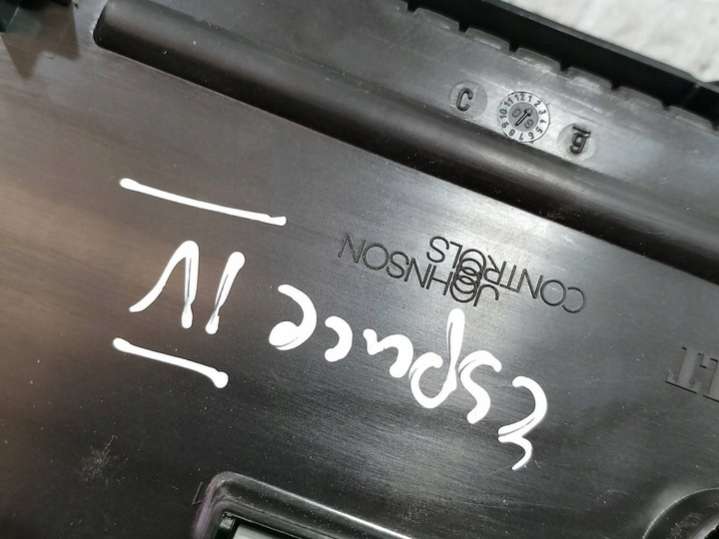 Espace IV
JOHNSON
CONTROLS
C